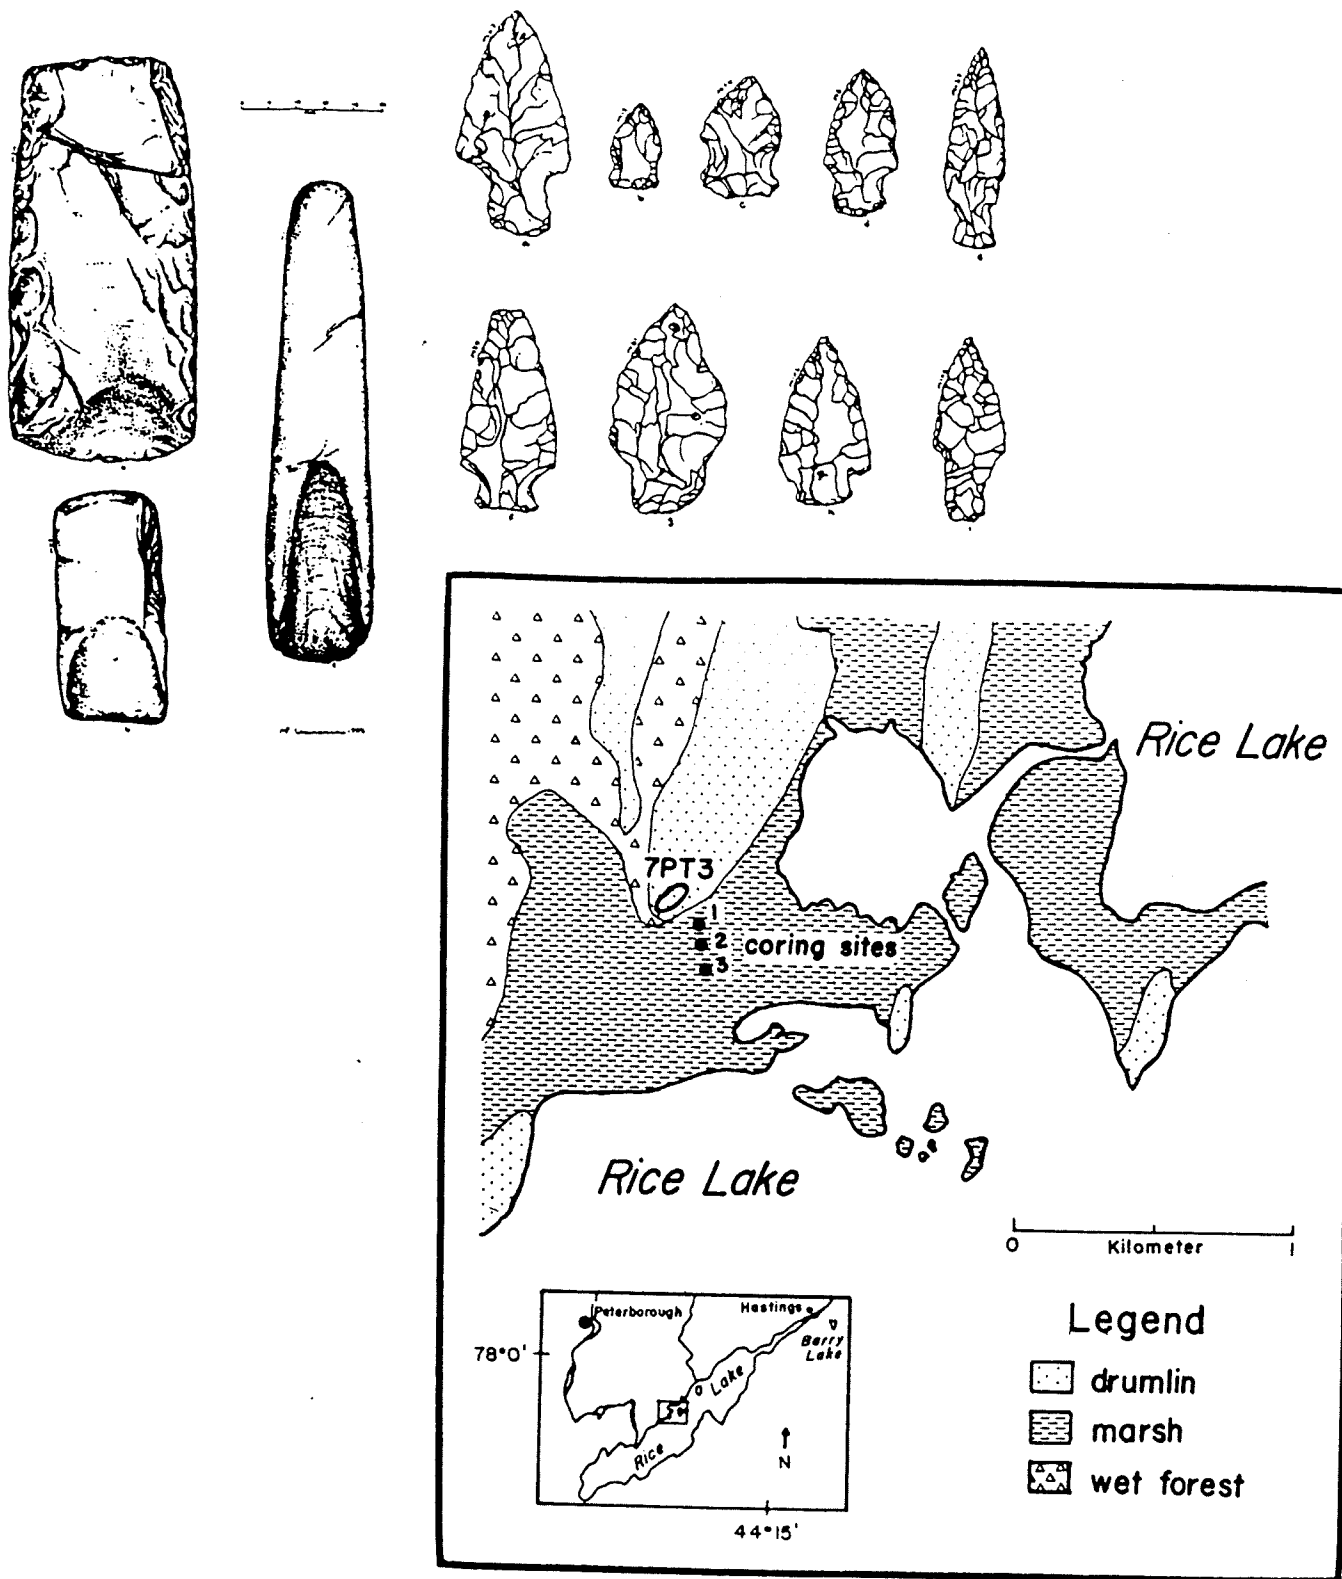 7PT3
1
2 coring sites
3
Rice Lake
Rice Lake
0 Kilometer 1
Legend
drumlin
marsh
wet forest
Peterborough
Hastings
Barry
Lake
78°0'
Rice Lake
N
44°15'